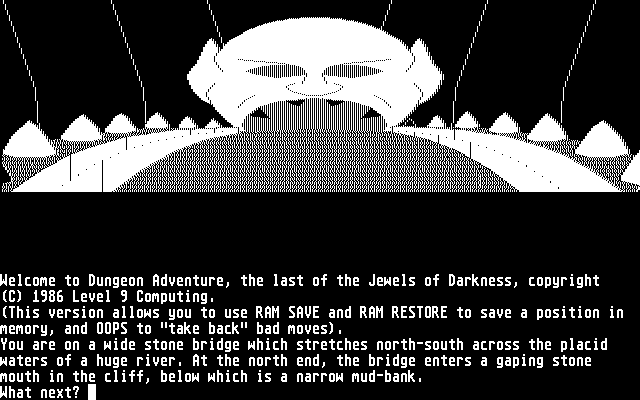 Welcome to Dungeon Adventure, the last of the Jewels of Darkness, copyright
(C) 1986 Level 9 Computing.
(This version allows you to use RAM SAVE and RAM RESTORE to save a position in
memory, and OOPS to "take back" bad moves).
You are on a wide stone bridge which stretches north-south across the placid
waters of a huge river. At the north end, the bridge enters a gaping stone
mouth in the cliff, below which is a narrow mud-bank.
What next?